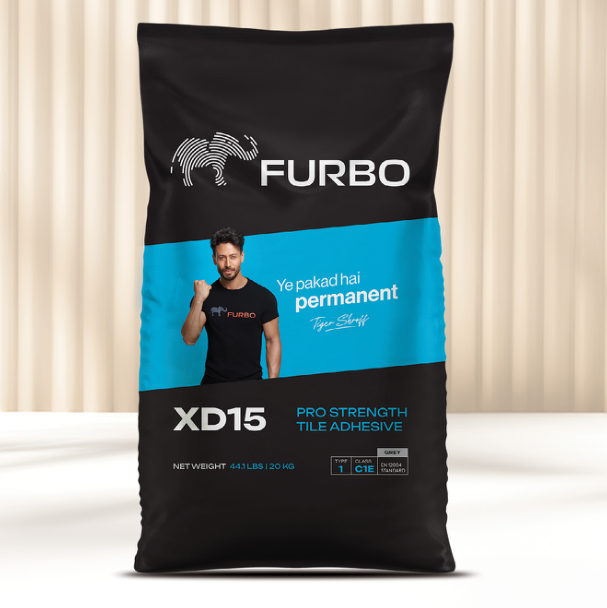 FURBO
Ye pakad hai
permanent
Tiger Shroff
FURBO
XD15
PRO STRENGTH
TILE ADHESIVE
NET WEIGHT 44.1 LBS | 20 KG
GREY
TYPE
1
CLASS
C1E
EN 12004
STANDARD